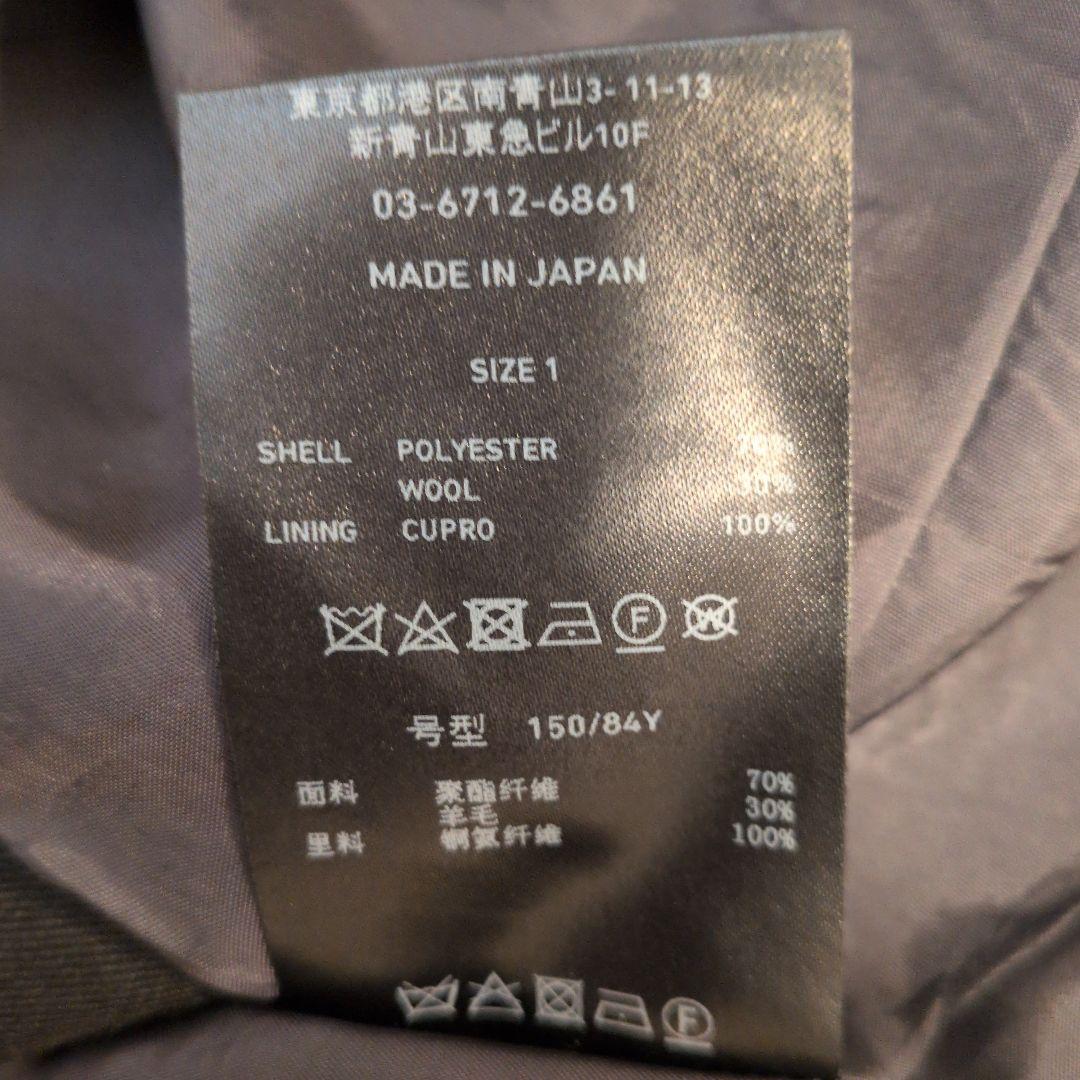 東京都港区南青山3-11-13
新青山東急ビル10F
03-6712-6861
MADE IN JAPAN
SIZE 1
SHELL POLYESTER 70%
WOOL 30%
LINING CUPRO 100%
F W
号型 150/84Y
面料 聚酯纤维 70%
羊毛 30%
里料 铜氨纤维 100%
F